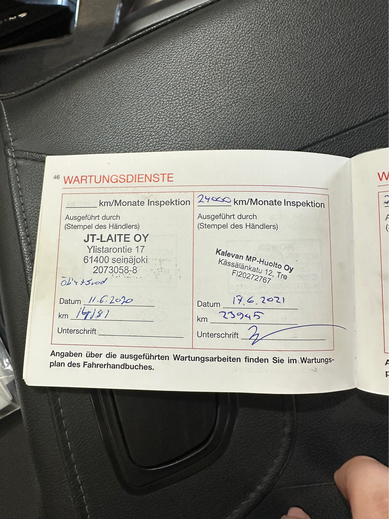 46 WARTUNGSDIENSTE
km/Monate Inspektion
Ausgeführt durch
(Stempel des Händlers)
JT-LAITE OY
Ylistarontie 17
61400 seinäjoki
2073058-8
Datum 11.6.2020
km
Unterschrift
24000 km/Monate Inspektion
Ausgeführt durch
(Stempel des Händlers)
Kalevan MP-Huolto Oy
Kässälänkatu 12, Tre
FI20272767
Datum 17.6.2021
km 23945
Unterschrift
Angaben über die ausgeführten Wartungsarbeiten finden Sie im Wartungs-
plan des Fahrerhandbuches.